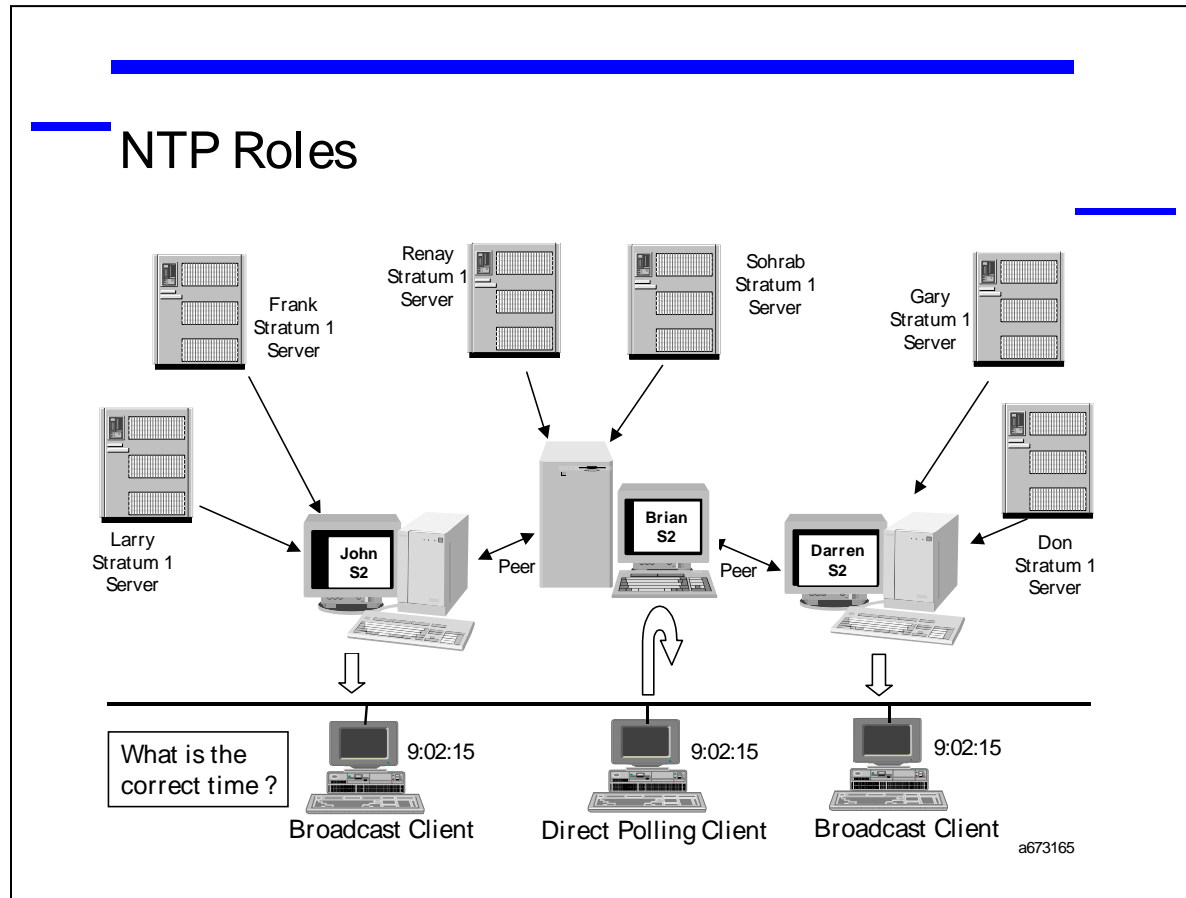 NTP Roles
Renay
Stratum 1
Server
Sohrab
Stratum 1
Server
Frank
Stratum 1
Server
Gary
Stratum 1
Server
Larry
Stratum 1
Server
John
S2
Peer
Brian
S2
Peer
Darren
S2
Don
Stratum 1
Server
What is the
correct time ?
9:02:15
9:02:15
9:02:15
Broadcast Client
Direct Polling Client
Broadcast Client
a673165